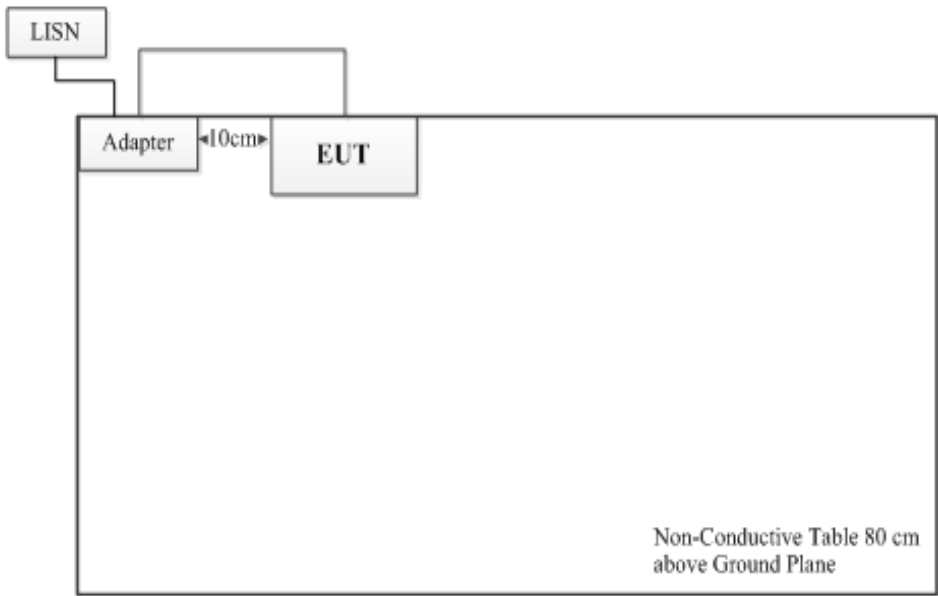 LISN
Adapter
10cm
EUT
Non-Conductive Table 80 cm
above Ground Plane